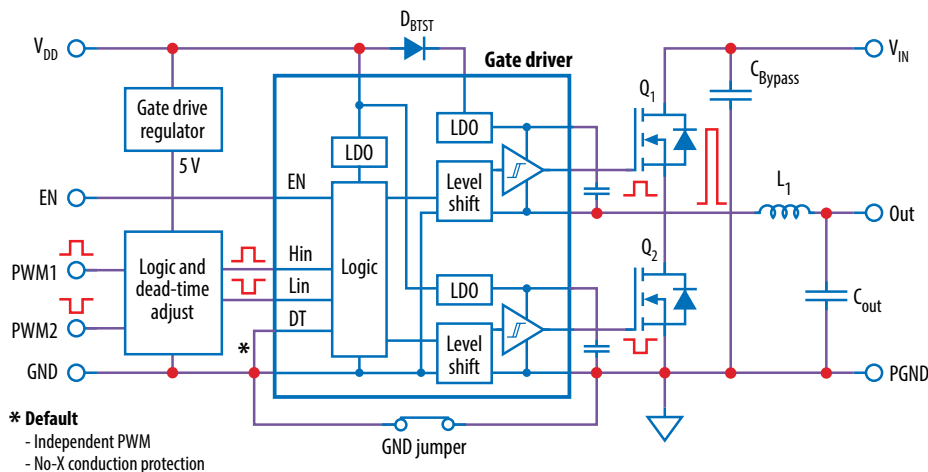 D_BTST
V_DD
V_IN
Gate driver
C_Bypass
Q_1
Gate drive
regulator
LDO
LDO
5 V
EN
EN
Level
shift
L_1
Out
PWM1
Logic and
dead-time
adjust
Hin
Logic
Lin
Q_2
LDO
C_out
PWM2
DT
*
Level
shift
GND
PGND
GND jumper
* Default
- Independent PWM
- No-X conduction protection